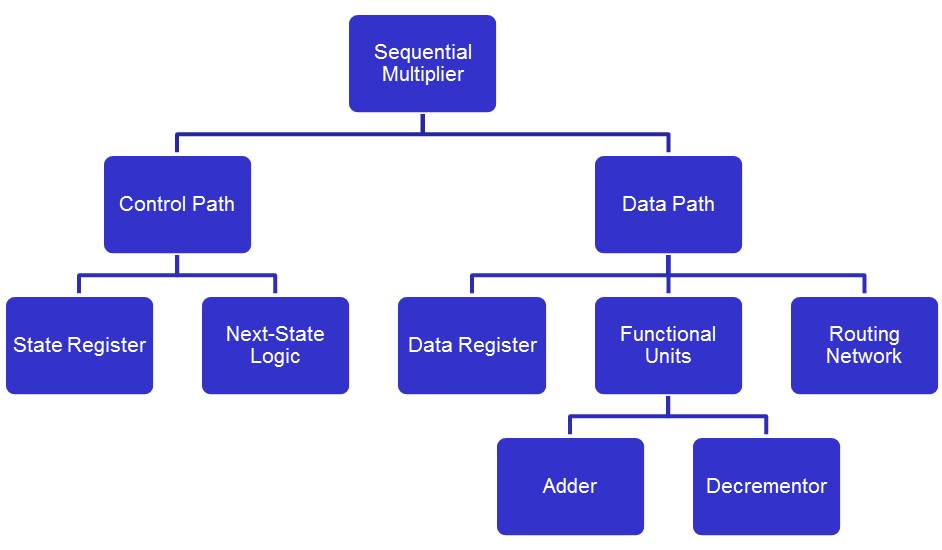 Sequential
Multiplier
Control Path
Data Path
State Register
Next-State
Logic
Data Register
Functional
Units
Routing
Network
Adder
Decrementor